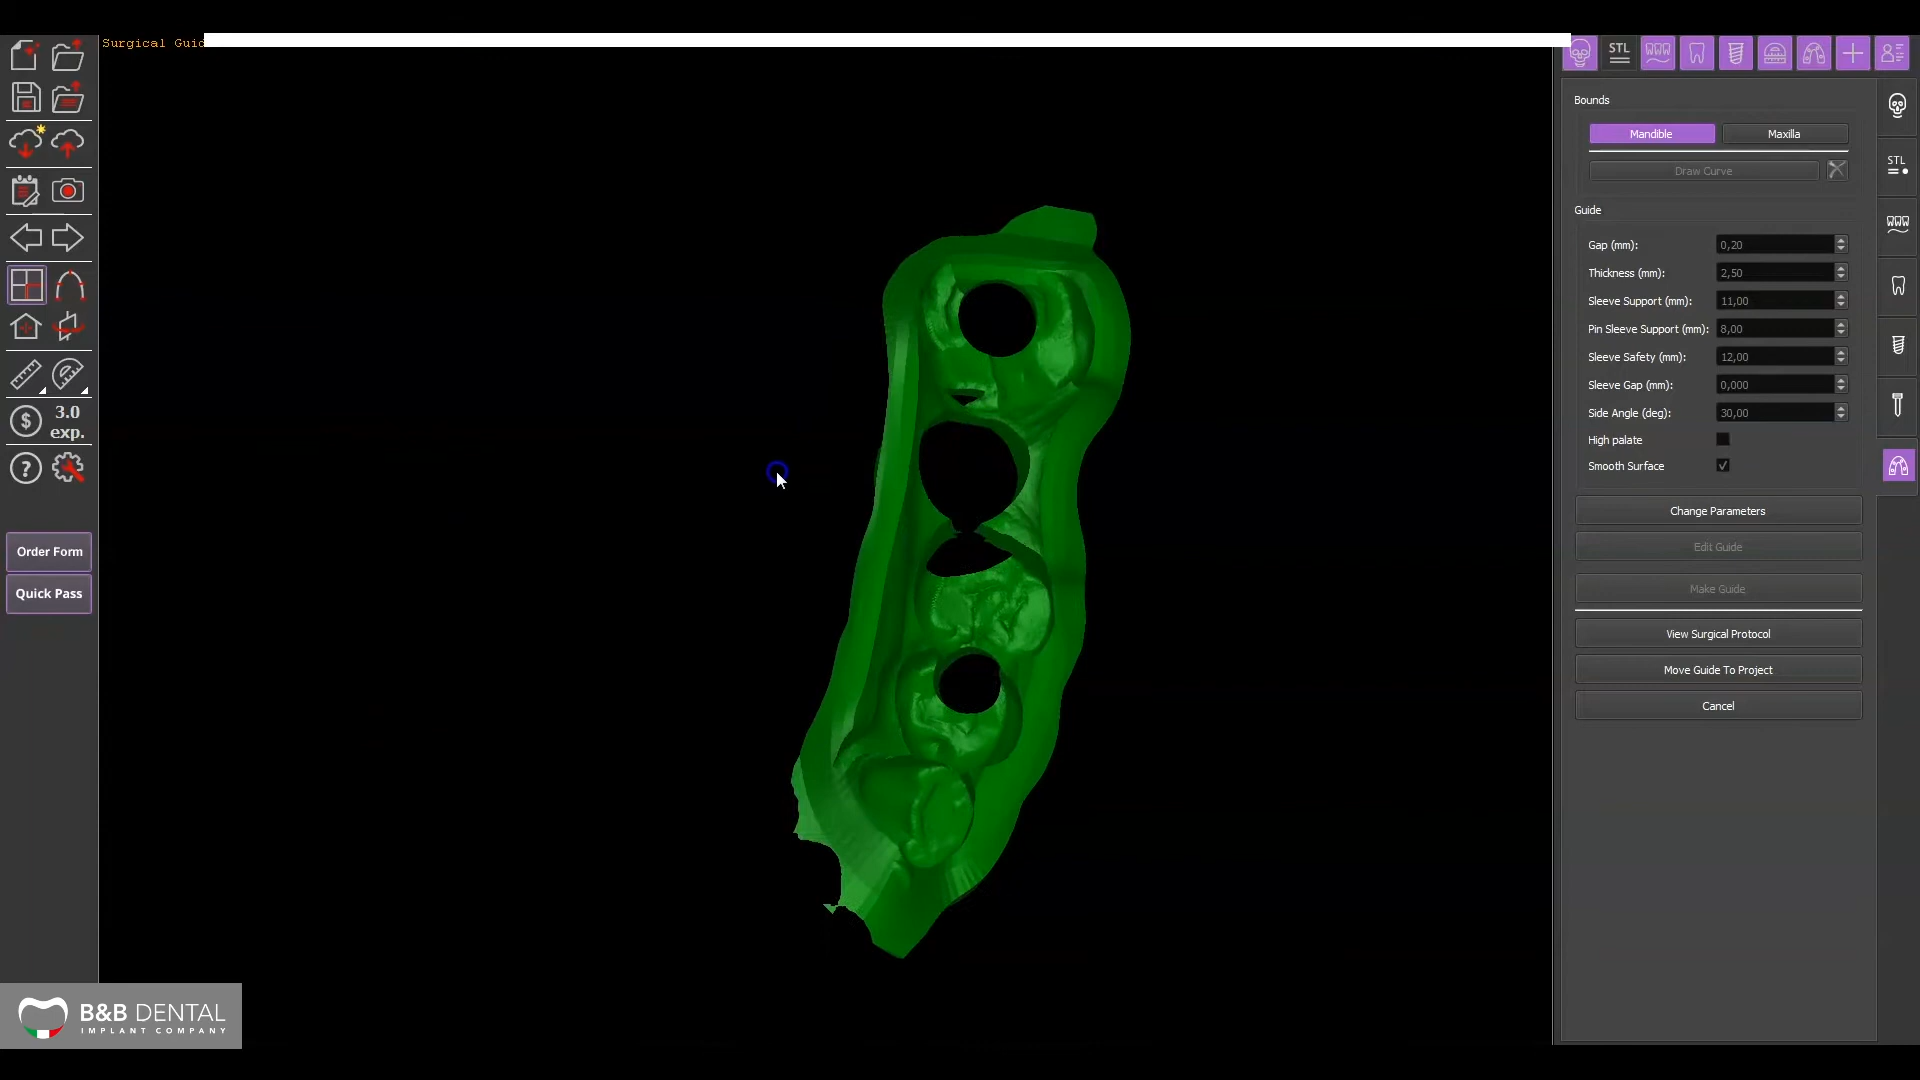 Surgical Guid
STL
Bounds
Mandible
Maxilla
Draw Curve
STL
Guide
Gap (mm):
0,20
Thickness (mm):
2,50
Sleeve Support (mm):
11,00
Pin Sleeve Support (mm):
8,00
Sleeve Safety (mm):
12,00
Sleeve Gap (mm):
0,000
Side Angle (deg):
30,00
High palate
Smooth Surface
$
3.0
exp.
?
Change Parameters
Edit Guide
Order Form
Make Guide
Quick Pass
View Surgical Protocol
Move Guide To Project
Cancel
B&B DENTAL
IMPLANT COMPANY